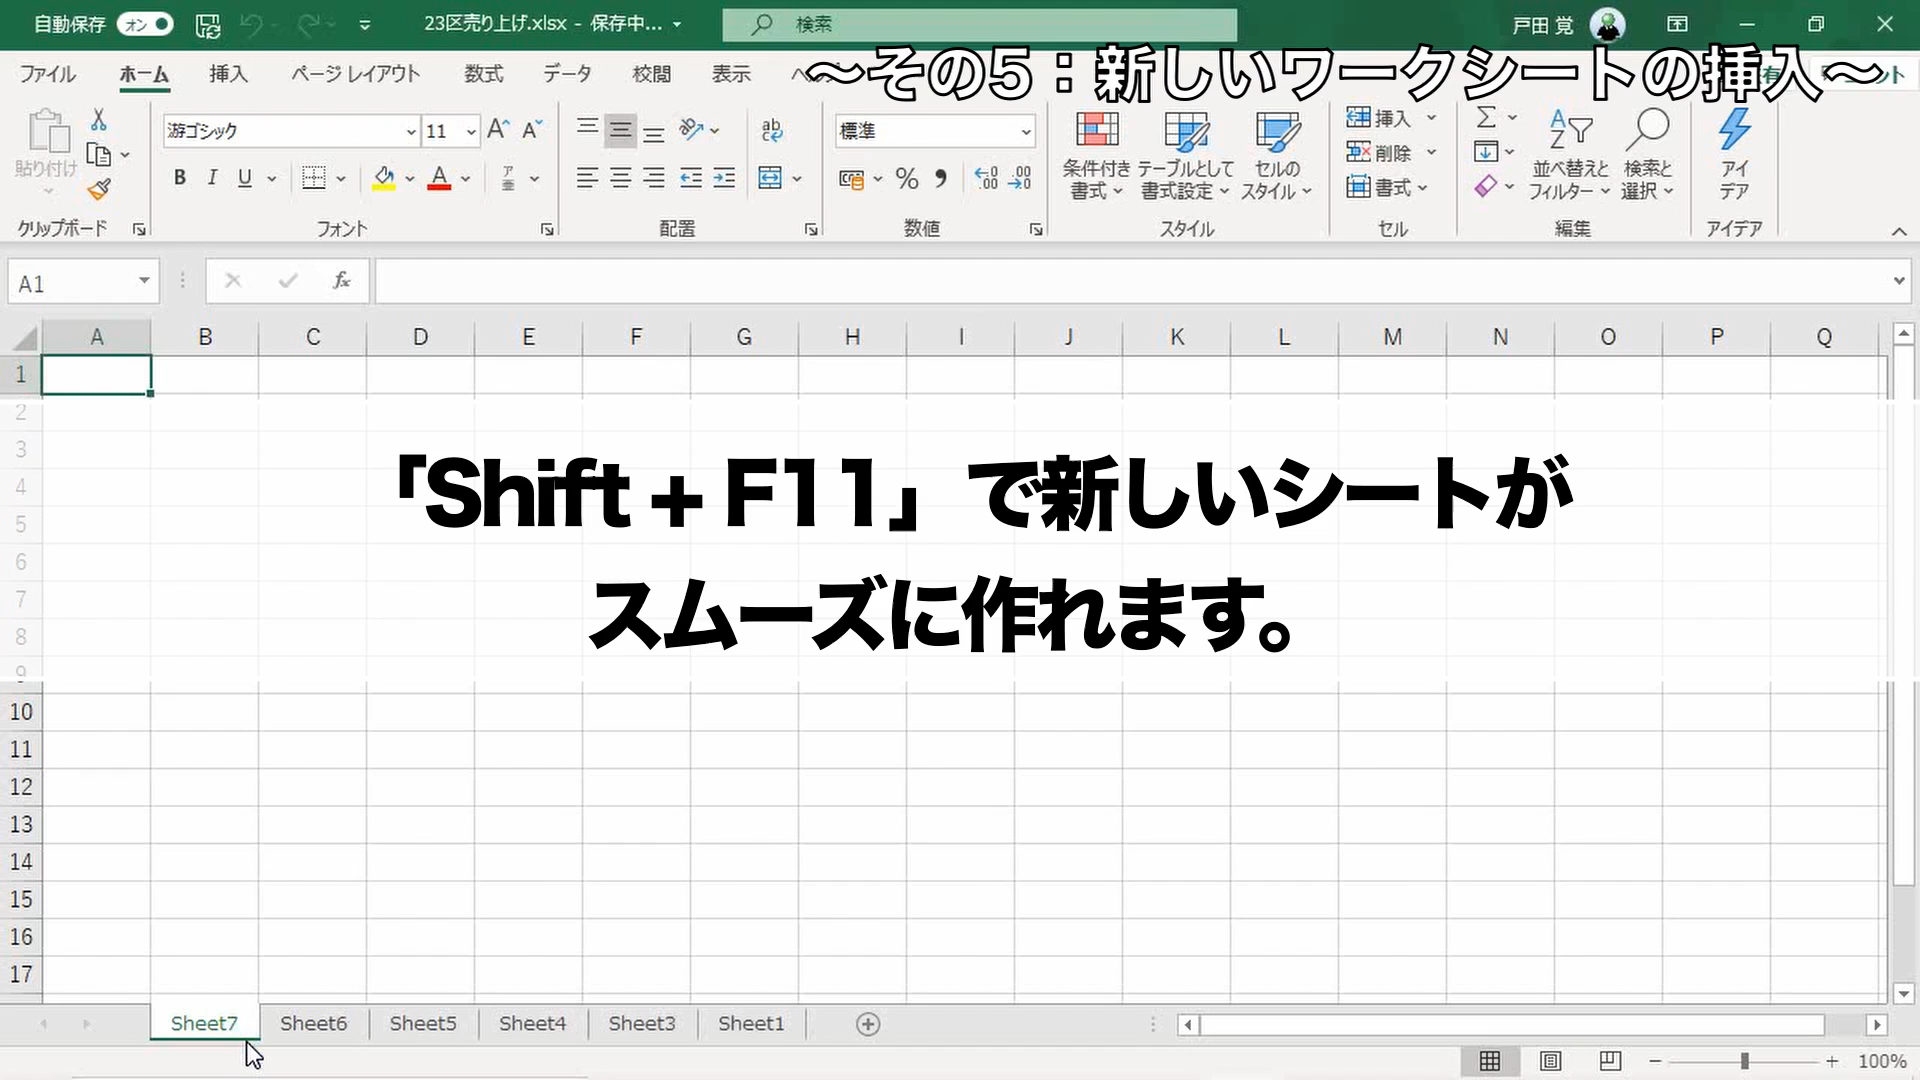 自動保存 オン 23区売り上げ.xlsx - 保存中... 検索 戸田 覚
～その5：新しいワークシートの挿入～
ファイル ホーム 挿入 ページ レイアウト 数式 データ 校閲 表示
貼り付け
クリップボード
游ゴシック 11
B I U
フォント
配置
標準
数値
条件付き
書式
テーブルとして
書式設定
セルの
スタイル
スタイル
挿入
削除
書式
セル
並べ替えと
フィルター
検索と
選択
編集
アイ
デア
アイデア
A1 fx
A B C D E F G H I J K L M N O P Q
1
2
3
4
5
6
7
8
9
「Shift + F11」で新しいシートが
スムーズに作れます。
10
11
12
13
14
15
16
17
Sheet7 Sheet6 Sheet5 Sheet4 Sheet3 Sheet1
100%